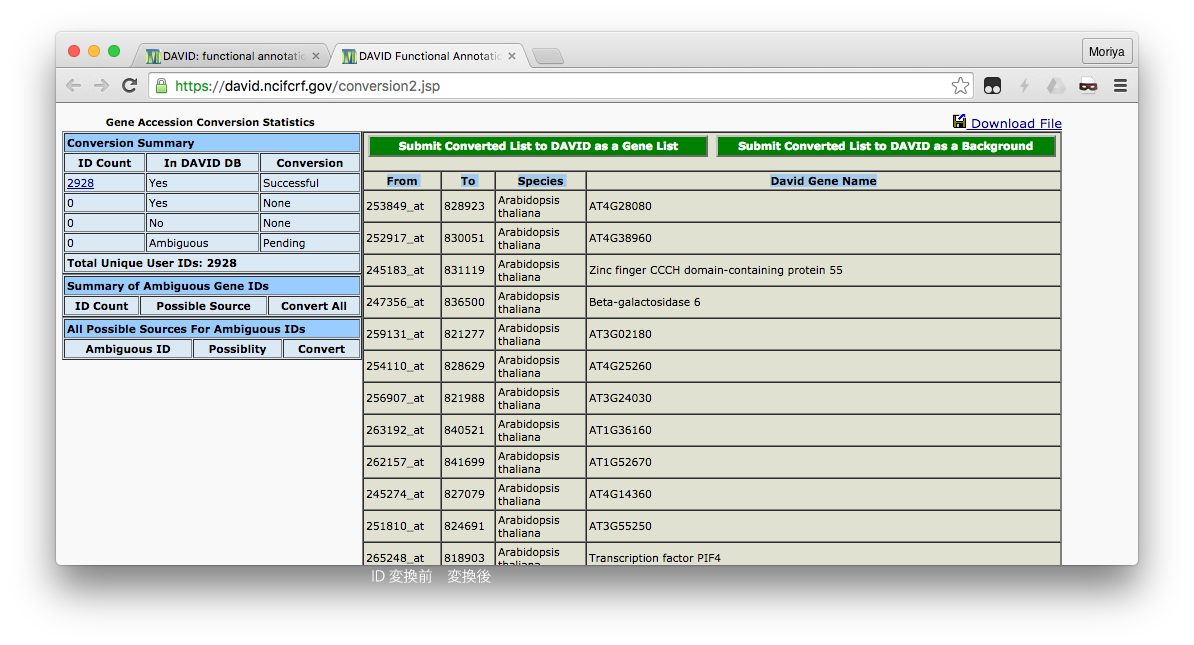 DAVID: functional annotatic
DAVID Functional Annotatic
Moriya
https://david.ncifcrf.gov/conversion2.jsp
Gene Accession Conversion Statistics
Download File
Conversion Summary
ID Count In DAVID DB Conversion
2928 Yes Successful
0 Yes None
0 No None
0 Ambiguous Pending
Total Unique User IDs: 2928
Summary of Ambiguous Gene IDs
ID Count Possible Source Convert All
All Possible Sources For Ambiguous IDs
Ambiguous ID Possiblity Convert
Submit Converted List to DAVID as a Gene List
Submit Converted List to DAVID as a Background
From To Species David Gene Name
253849_at 828923 Arabidopsis thaliana AT4G28080
252917_at 830051 Arabidopsis thaliana AT4G38960
245183_at 831119 Arabidopsis thaliana Zinc finger CCCH domain-containing protein 55
247356_at 836500 Arabidopsis thaliana Beta-galactosidase 6
259131_at 821277 Arabidopsis thaliana AT3G02180
254110_at 828629 Arabidopsis thaliana AT4G25260
256907_at 821988 Arabidopsis thaliana AT3G24030
263192_at 840521 Arabidopsis thaliana AT1G36160
262157_at 841699 Arabidopsis thaliana AT1G52670
245274_at 827079 Arabidopsis thaliana AT4G14360
251810_at 824691 Arabidopsis thaliana AT3G55250
265248_at 818903 Arabidopsis thaliana Transcription factor PIF4
ID 変換前 変換後